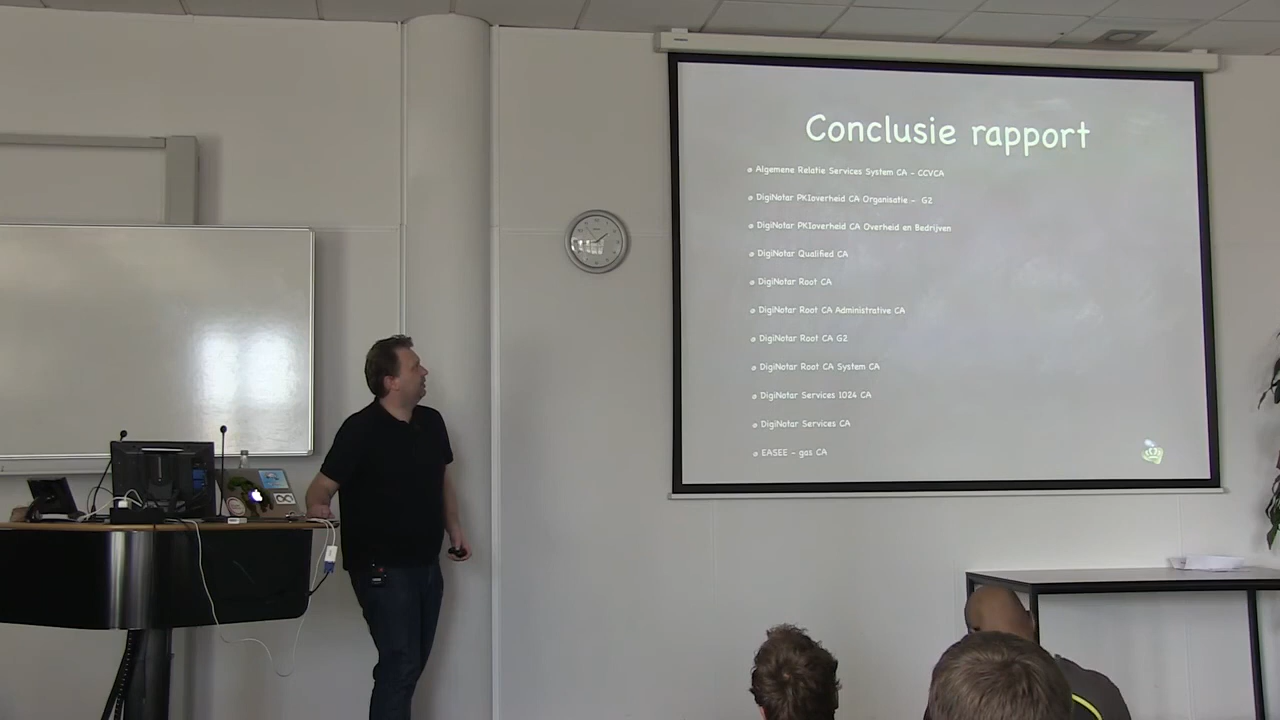 Conclusie rapport
Algemene Relatie Services System CA - CCVCA
DigiNotar PKIoverheid CA Organisatie - G2
DigiNotar PKIoverheid CA Overheid en Bedrijven
DigiNotar Qualified CA
DigiNotar Root CA
DigiNotar Root CA Administrative CA
DigiNotar Root CA G2
DigiNotar Root CA System CA
DigiNotar Services 1024 CA
DigiNotar Services CA
EASEE - gas CA